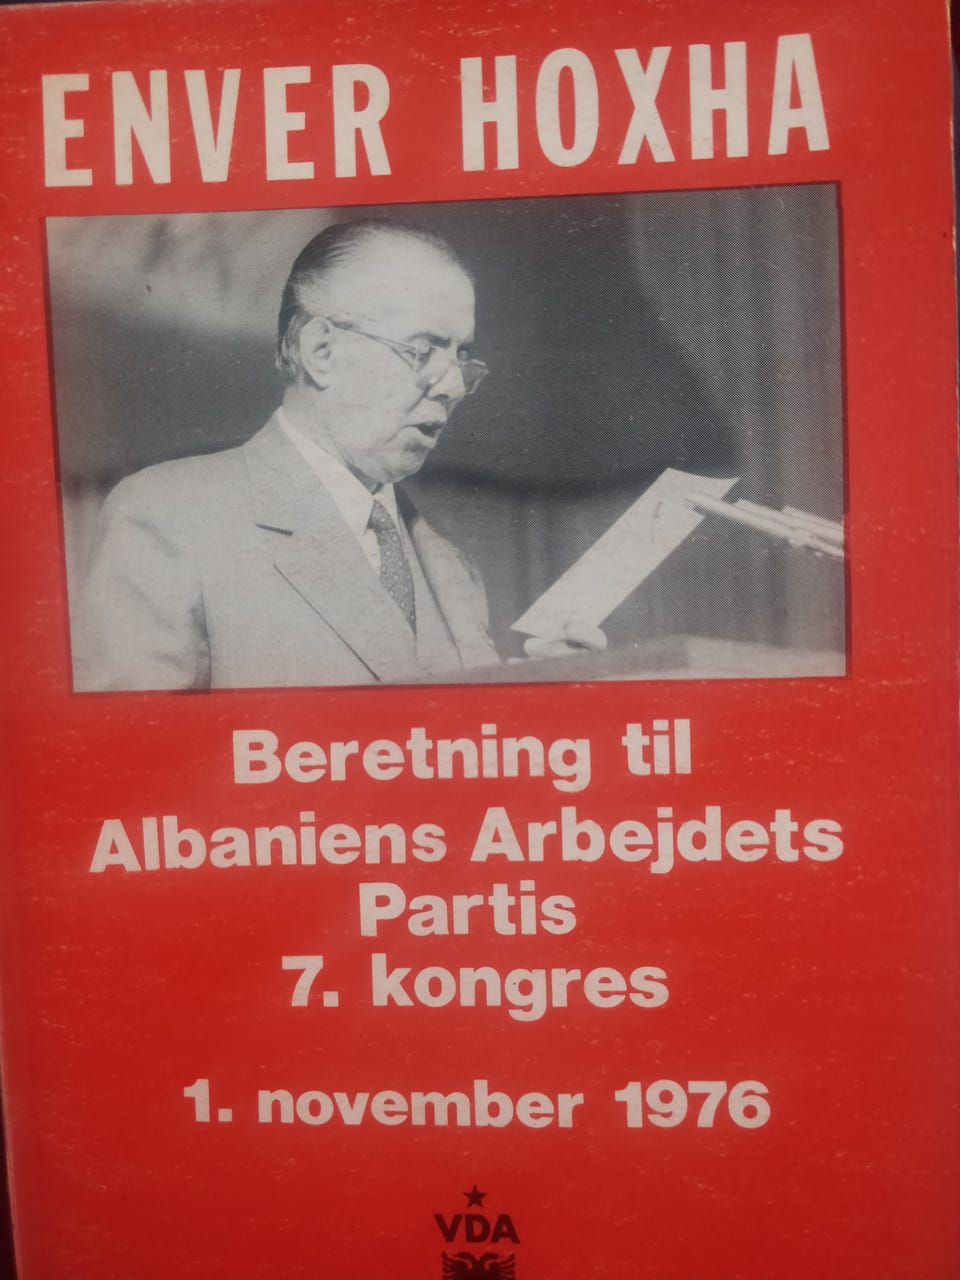 ENVER HOXHA
Beretning til
Albaniens Arbejdets
Partis
7. kongres
1. november 1976
VDA